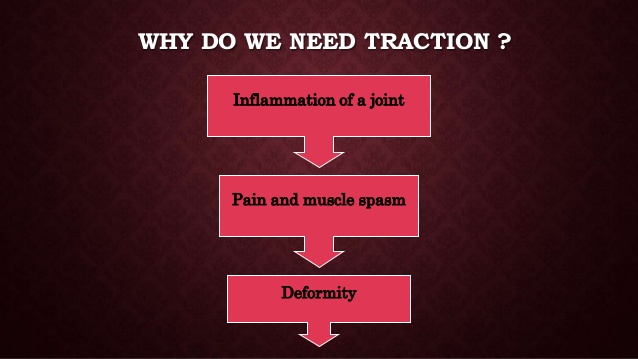 WHY DO WE NEED TRACTION ?
Inflammation of a joint
Pain and muscle spasm
Deformity